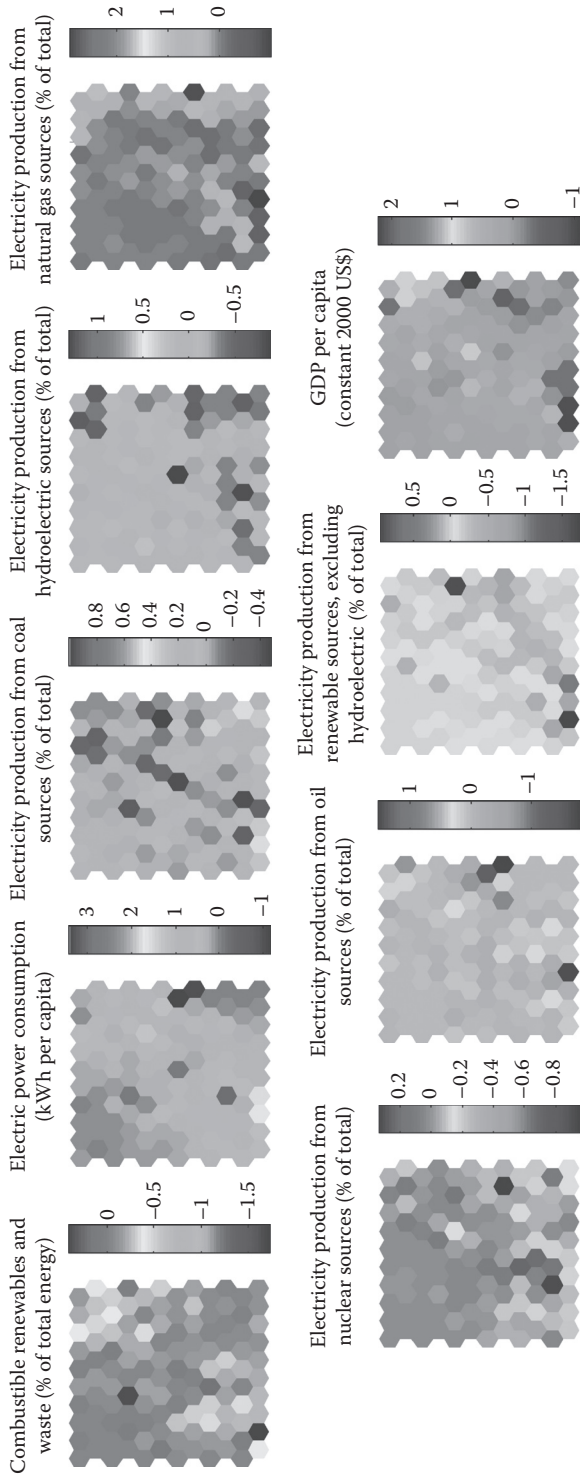 Combustible renewables and
waste (% of total energy)
0
−0.5
−1
−1.5
Electric power consumption
(kWh per capita)
3
2
1
0
−1
Electricity production from coal
sources (% of total)
0.8
0.6
0.4
0.2
0
−0.2
−0.4
Electricity production from
hydroelectric sources (% of total)
1
0.5
0
−0.5
Electricity production from
natural gas sources (% of total)
2
1
0
Electricity production from
nuclear sources (% of total)
0.2
0
−0.2
−0.4
−0.6
−0.8
Electricity production from oil
sources (% of total)
1
0
−1
Electricity production from
renewable sources, excluding
hydroelectric (% of total)
0.5
0
−0.5
−1
−1.5
GDP per capita
(constant 2000 US$)
2
1
0
−1